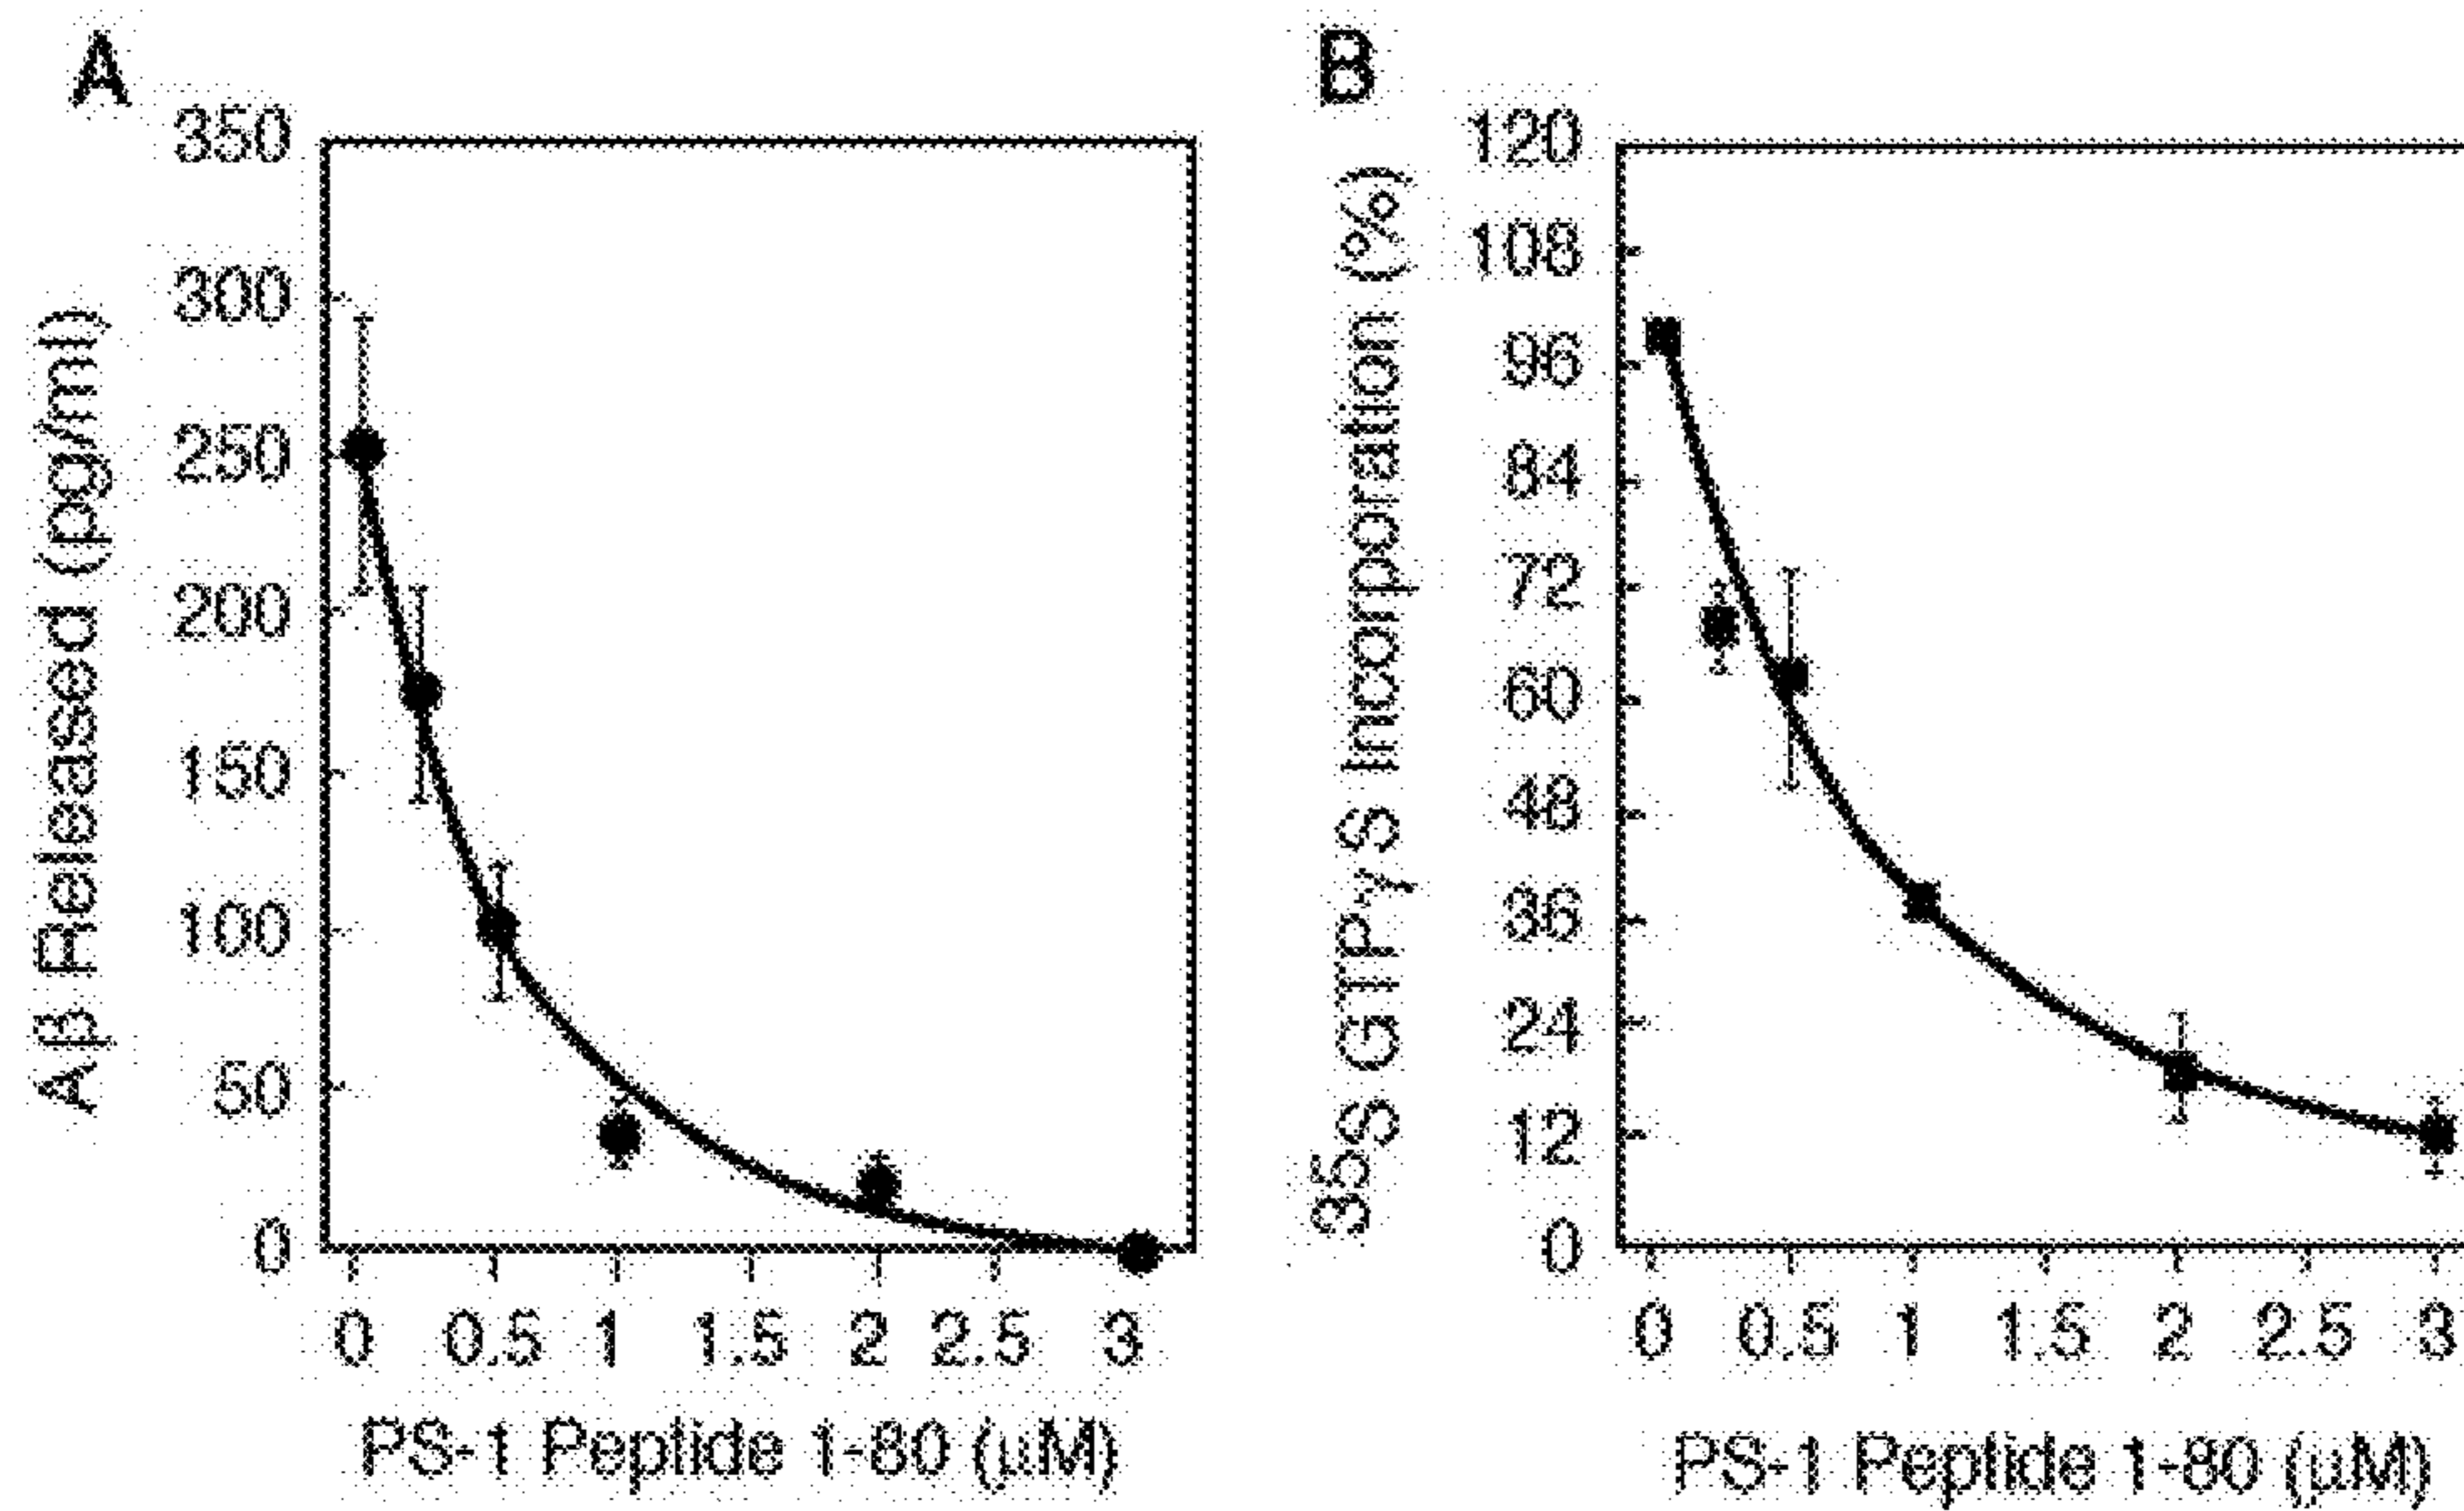 A
Aβ Released (pg/ml)
350
300
250
200
150
100
50
0
0 0.5 1 1.5 2 2.5 3
PS-1 Peptide 1-80 (μM)
B
35S GTPγS Incorporation (%)
120
108
96
84
72
60
48
36
24
12
0
0 0.5 1 1.5 2 2.5 3
PS-1 Peptide 1-80 (μM)